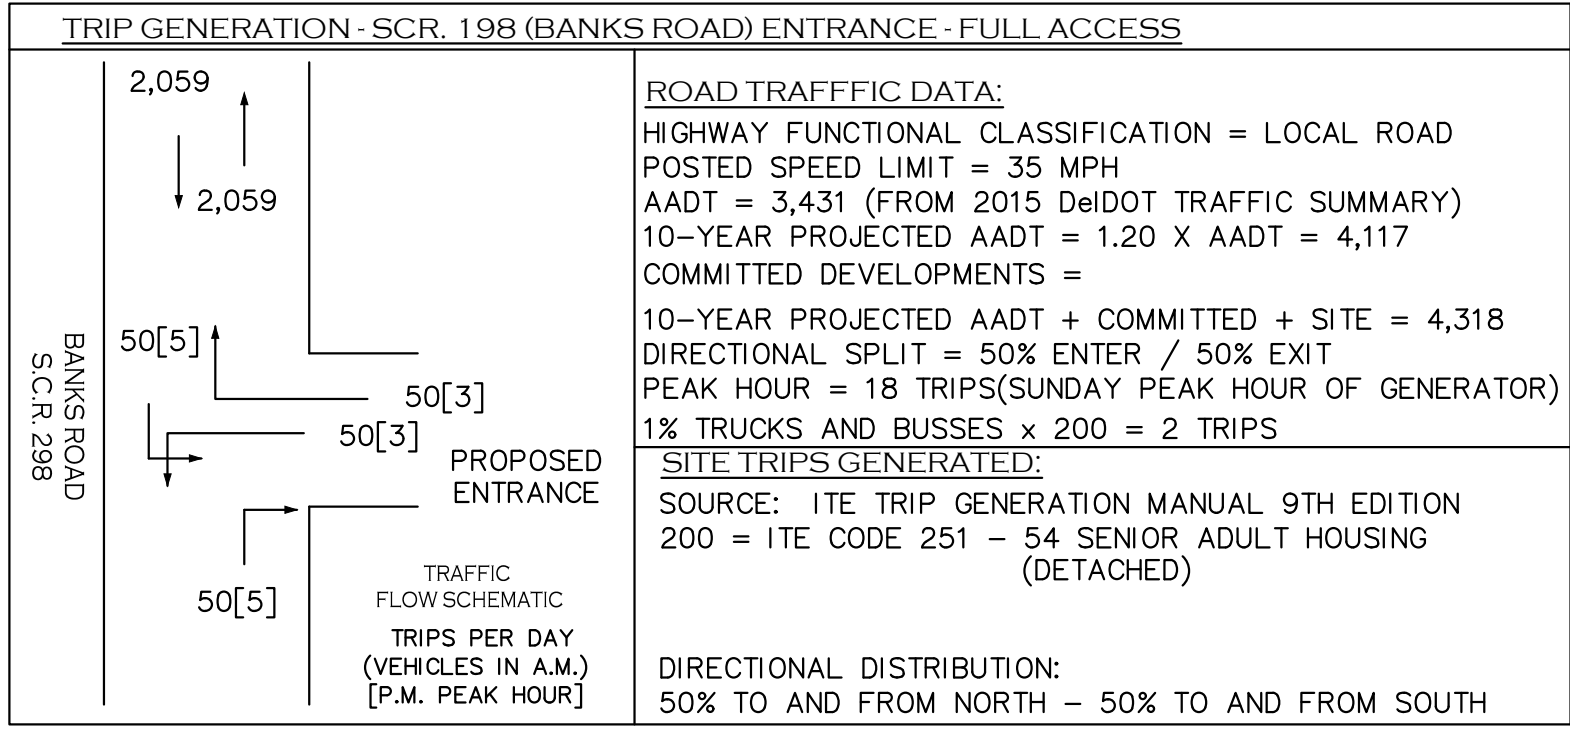 TRIP GENERATION - SCR. 198 (BANKS ROAD) ENTRANCE - FULL ACCESS
2,059
2,059
50[5]
50[3]
50[3]
PROPOSED
ENTRANCE
50[5]
BANKS ROAD
S.C.R. 298
TRAFFIC
FLOW SCHEMATIC
TRIPS PER DAY
(VEHICLES IN A.M.)
[P.M. PEAK HOUR]
ROAD TRAFFFIC DATA:
HIGHWAY FUNCTIONAL CLASSIFICATION = LOCAL ROAD
POSTED SPEED LIMIT = 35 MPH
AADT = 3,431 (FROM 2015 DelDOT TRAFFIC SUMMARY)
10-YEAR PROJECTED AADT = 1.20 X AADT = 4,117
COMMITTED DEVELOPMENTS =
10-YEAR PROJECTED AADT + COMMITTED + SITE = 4,318
DIRECTIONAL SPLIT = 50% ENTER / 50% EXIT
PEAK HOUR = 18 TRIPS(SUNDAY PEAK HOUR OF GENERATOR)
1% TRUCKS AND BUSSES x 200 = 2 TRIPS
SITE TRIPS GENERATED:
SOURCE: ITE TRIP GENERATION MANUAL 9TH EDITION
200 = ITE CODE 251 - 54 SENIOR ADULT HOUSING
(DETACHED)
DIRECTIONAL DISTRIBUTION:
50% TO AND FROM NORTH - 50% TO AND FROM SOUTH